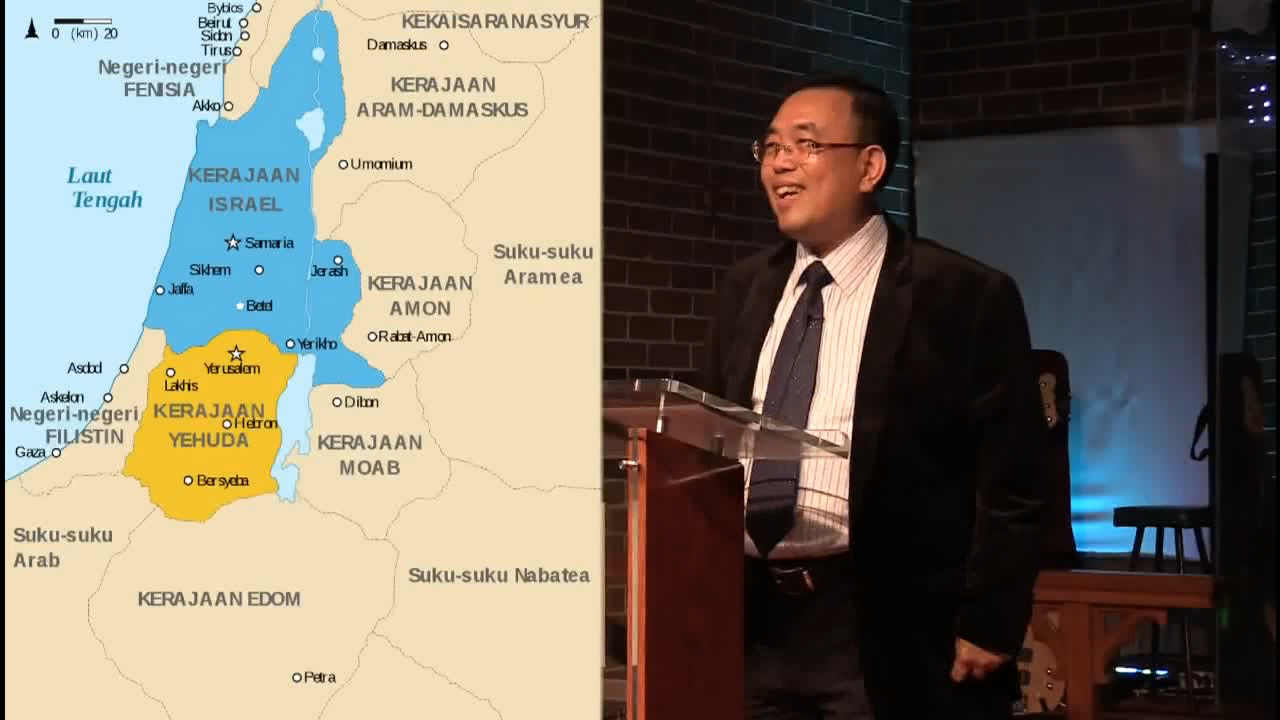 Byblos
Beirut
Sidon
Tirus
0 (km) 20
KEKAISARAN ASYUR
Damaskus
Negeri-negeri
FENISIA
KERAJAAN
ARAM-DAMASKUS
Akko
Umomium
Laut
Tengah
KERAJAAN
ISRAEL
Samaria
Sikhem
Jerash
Jaffa
Betel
Suku-suku
Aramea
KERAJAAN
AMON
Rabat-Amon
Yerikho
Asdod
Yerusalem
Lakhis
Askelon
Negeri-negeri
FILISTIN
Gaza
KERAJAAN
YEHUDA
Hebron
Bersyeba
Dibon
KERAJAAN
MOAB
Suku-suku
Arab
Suku-suku Nabatea
KERAJAAN EDOM
Petra